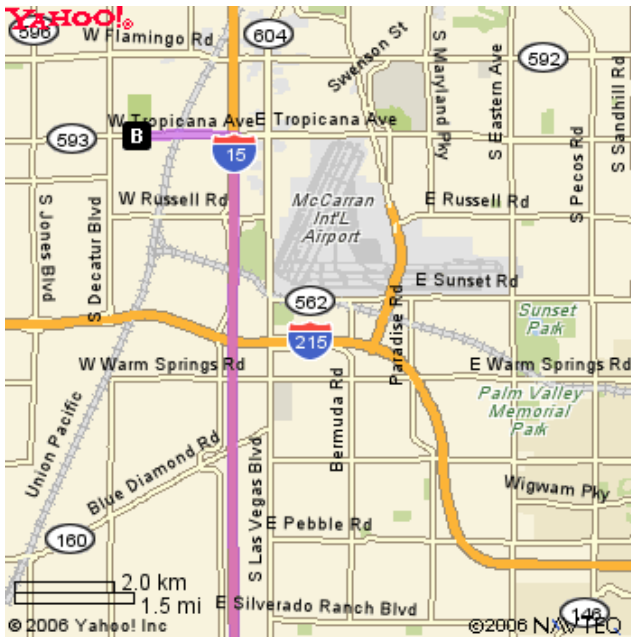 YAHOO!®
596
W Flamingo Rd
604
Swenson St
S Maryland Pky
S Eastern Ave
592
S Sandhill Rd
W Tropicana Ave
E Tropicana Ave
593
B
15
S Pecos Rd
S Jones Blvd
S Decatur Blvd
W Russell Rd
McCarran
Int'L
Airport
E Russell Rd
E Sunset Rd
562
Paradise Rd
Sunset
Park
215
W Warm Springs Rd
E Warm Springs Rd
Bermuda Rd
Palm Valley
Memorial
Park
Union Pacific
Blue Diamond Rd
S Las Vegas Blvd
Wigwam Pky
160
E Pebble Rd
2.0 km
1.5 mi
E Silverado Ranch Blvd
146
© 2006 Yahoo! Inc
©2006 NAVTEQ